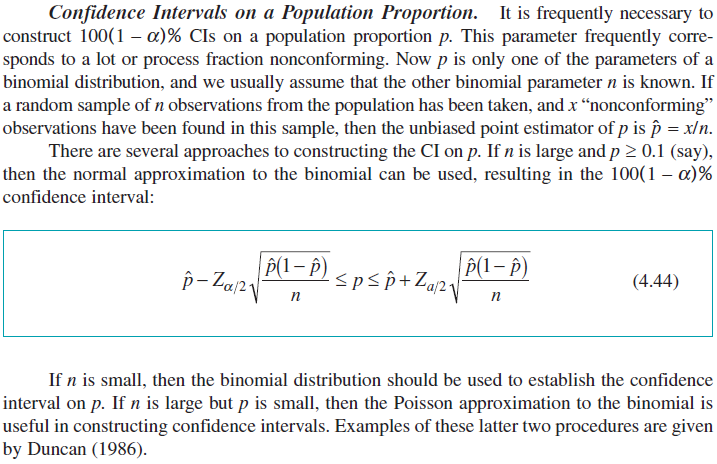 Confidence Intervals on a Population Proportion. It is frequently necessary to
construct 100(1 – α)% CIs on a population proportion p. This parameter frequently corre-
sponds to a lot or process fraction nonconforming. Now p is only one of the parameters of a
binomial distribution, and we usually assume that the other binomial parameter n is known. If
a random sample of n observations from the population has been taken, and x “nonconforming”
observations have been found in this sample, then the unbiased point estimator of p is p̂ = x/n.
There are several approaches to constructing the CI on p. If n is large and p ≥ 0.1 (say),
then the normal approximation to the binomial can be used, resulting in the 100(1 – α)%
confidence interval:
p̂ – Zα/2 √(p̂(1 – p̂)/n) ≤ p ≤ p̂ + Za/2 √(p̂(1 – p̂)/n) (4.44)
If n is small, then the binomial distribution should be used to establish the confidence
interval on p. If n is large but p is small, then the Poisson approximation to the binomial is
useful in constructing confidence intervals. Examples of these latter two procedures are given
by Duncan (1986).